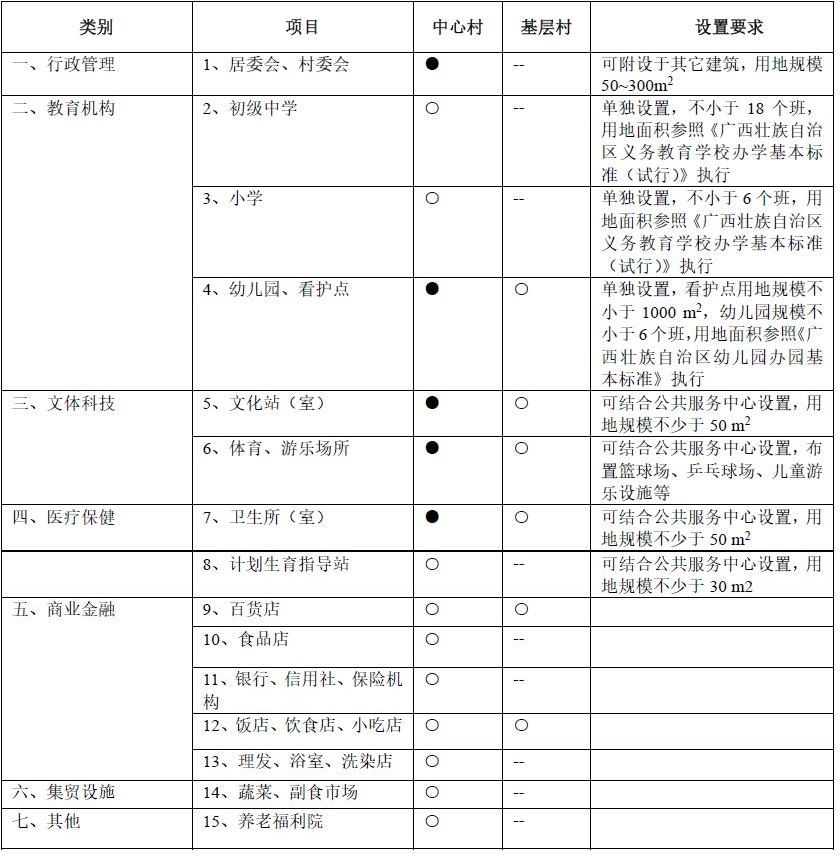 类别 项目 中心村 基层村 设置要求
一、行政管理 1、居委会、村委会 ● -- 可附设于其它建筑，用地规模
50~300m²
二、教育机构 2、初级中学 ○ -- 单独设置，不小于 18 个班，
用地面积参照《广西壮族自治
区义务教育学校办学基本标
准（试行）》执行
3、小学 ○ -- 单独设置，不小于 6 个班，用
地面积参照《广西壮族自治区
义务教育学校办学基本标准
（试行）》执行
4、幼儿园、看护点 ● ○ 单独设置，看护点用地规模不
小于 1000 m²，幼儿园规模不
小于 6 个班，用地面积参照《广
西壮族自治区幼儿园办园基
本标准》执行
三、文体科技 5、文化站（室） ● ○ 可结合公共服务中心设置，用
地规模不少于 50 m²
6、体育、游乐场所 ● ○ 可结合公共服务中心设置，布
置篮球场、乒乓球场、儿童游
乐设施等
四、医疗保健 7、卫生所（室） ● ○ 可结合公共服务中心设置，用
地规模不少于 50 m²
8、计划生育指导站 ○ -- 可结合公共服务中心设置，用
地规模不少于 30 m2
五、商业金融 9、百货店 ○ ○
10、食品店 ○ --
11、银行、信用社、保险机
构 ○ --
12、饭店、饮食店、小吃店 ○ ○
13、理发、浴室、洗染店 ○ --
六、集贸设施 14、蔬菜、副食市场 ○ --
七、其他 15、养老福利院 ○ --